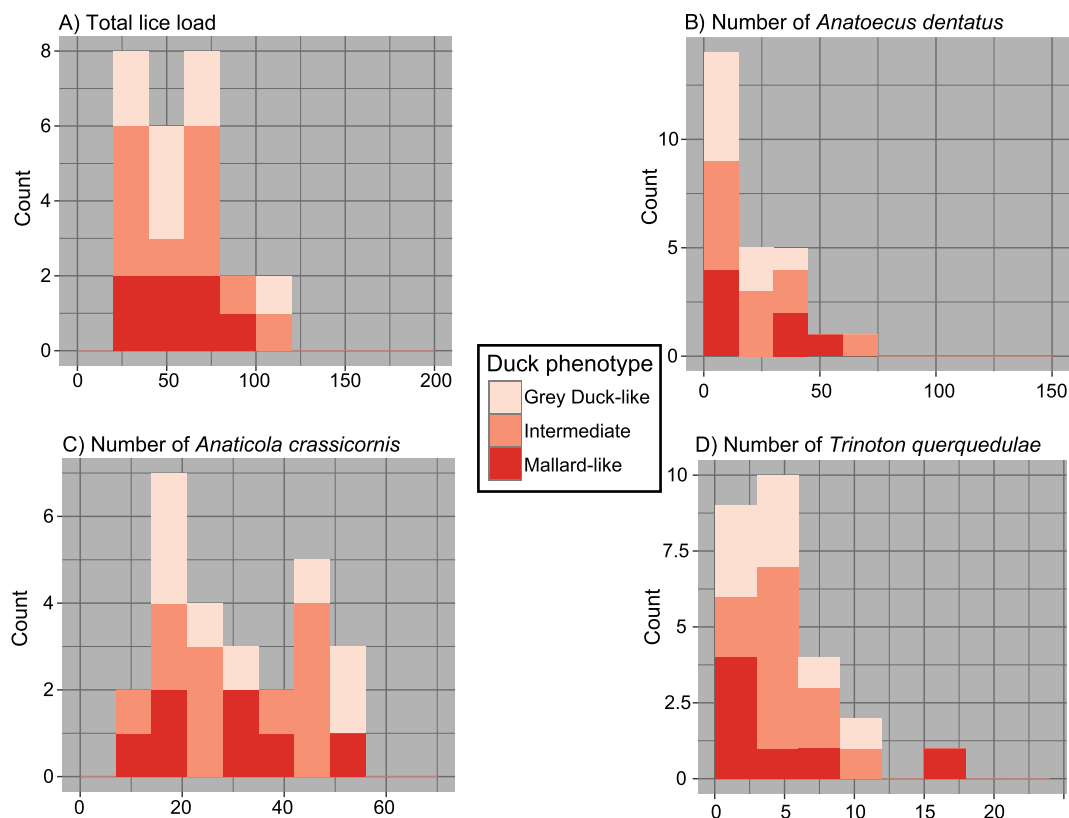 A) Total lice load
8
6
4
2
0
Count
0 50 100 150 200
B) Number of Anatoecus dentatus
10
5
0
Count
0 50 100 150
Duck phenotype
Grey Duck-like
Intermediate
Mallard-like
C) Number of Anaticola crassicornis
6
4
2
0
Count
0 20 40 60
D) Number of Trinoton querquedulae
10
7.5
5
2.5
0
Count
0 5 10 15 20